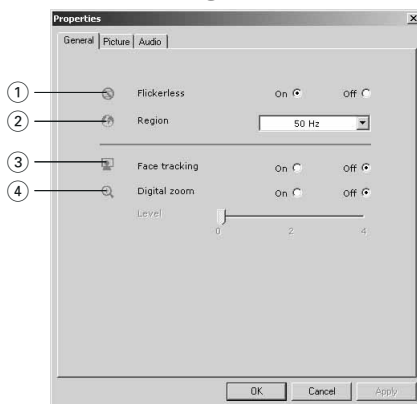 Properties
x
General Picture Audio
1 Flickerless On Off
2 Region 50 Hz
3 Face tracking On Off
4 Digital zoom On Off
Level
0 2 4
OK Cancel Apply